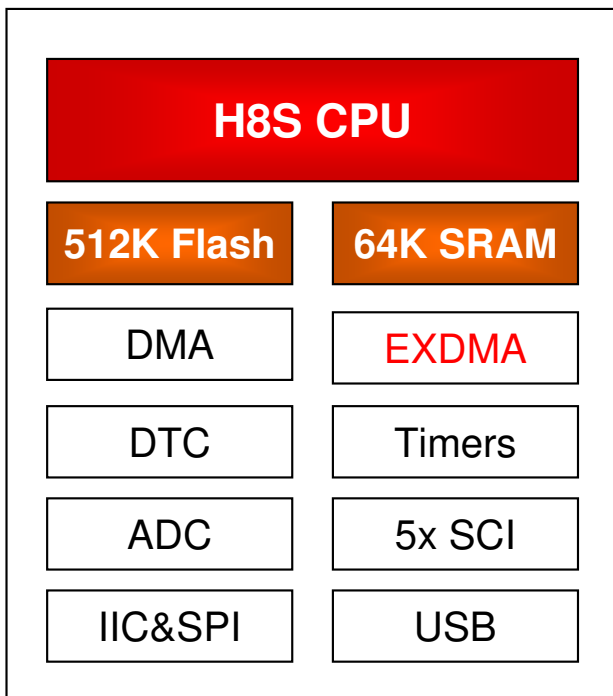 H8S CPU
512K Flash
64K SRAM
DMA
EXDMA
DTC
Timers
ADC
5x SCI
IIC&SPI
USB